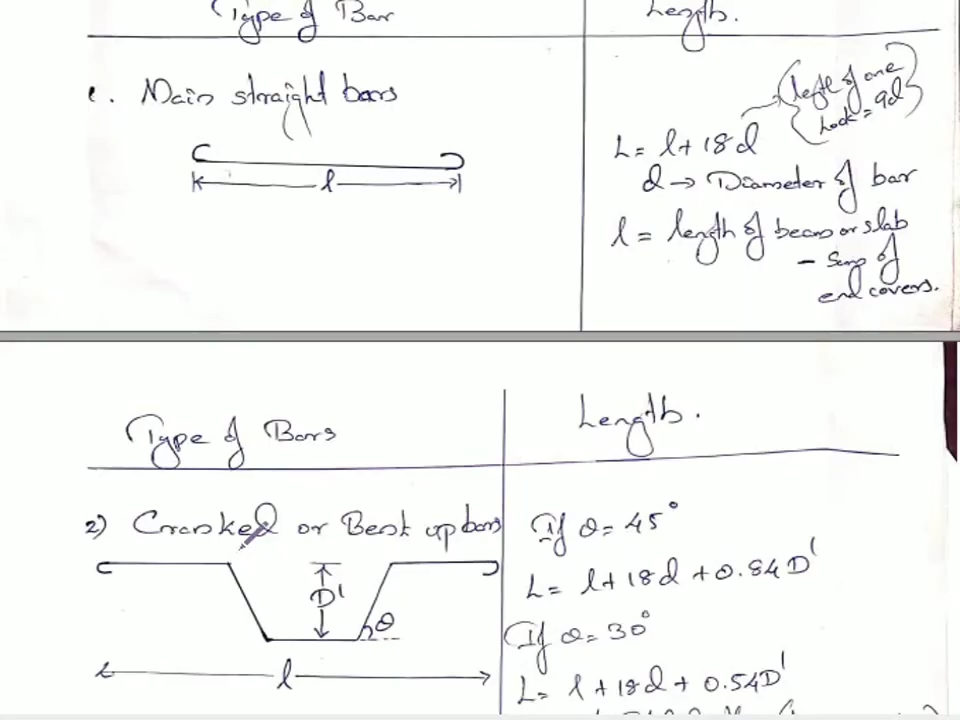 Type of Bar
Length.
1. Main straight bars
l
L = l + 18d
{length of one
hook = 9d}
d → Diameter of bar
l = length of beam or slab
- Sum of
end covers.
Type of Bars
Length.
2) Cranked or Bent up bars
D'
θ
l
If θ = 45°
L = l + 18d + 0.84D'
If θ = 30°
L = l + 18d + 0.54D'